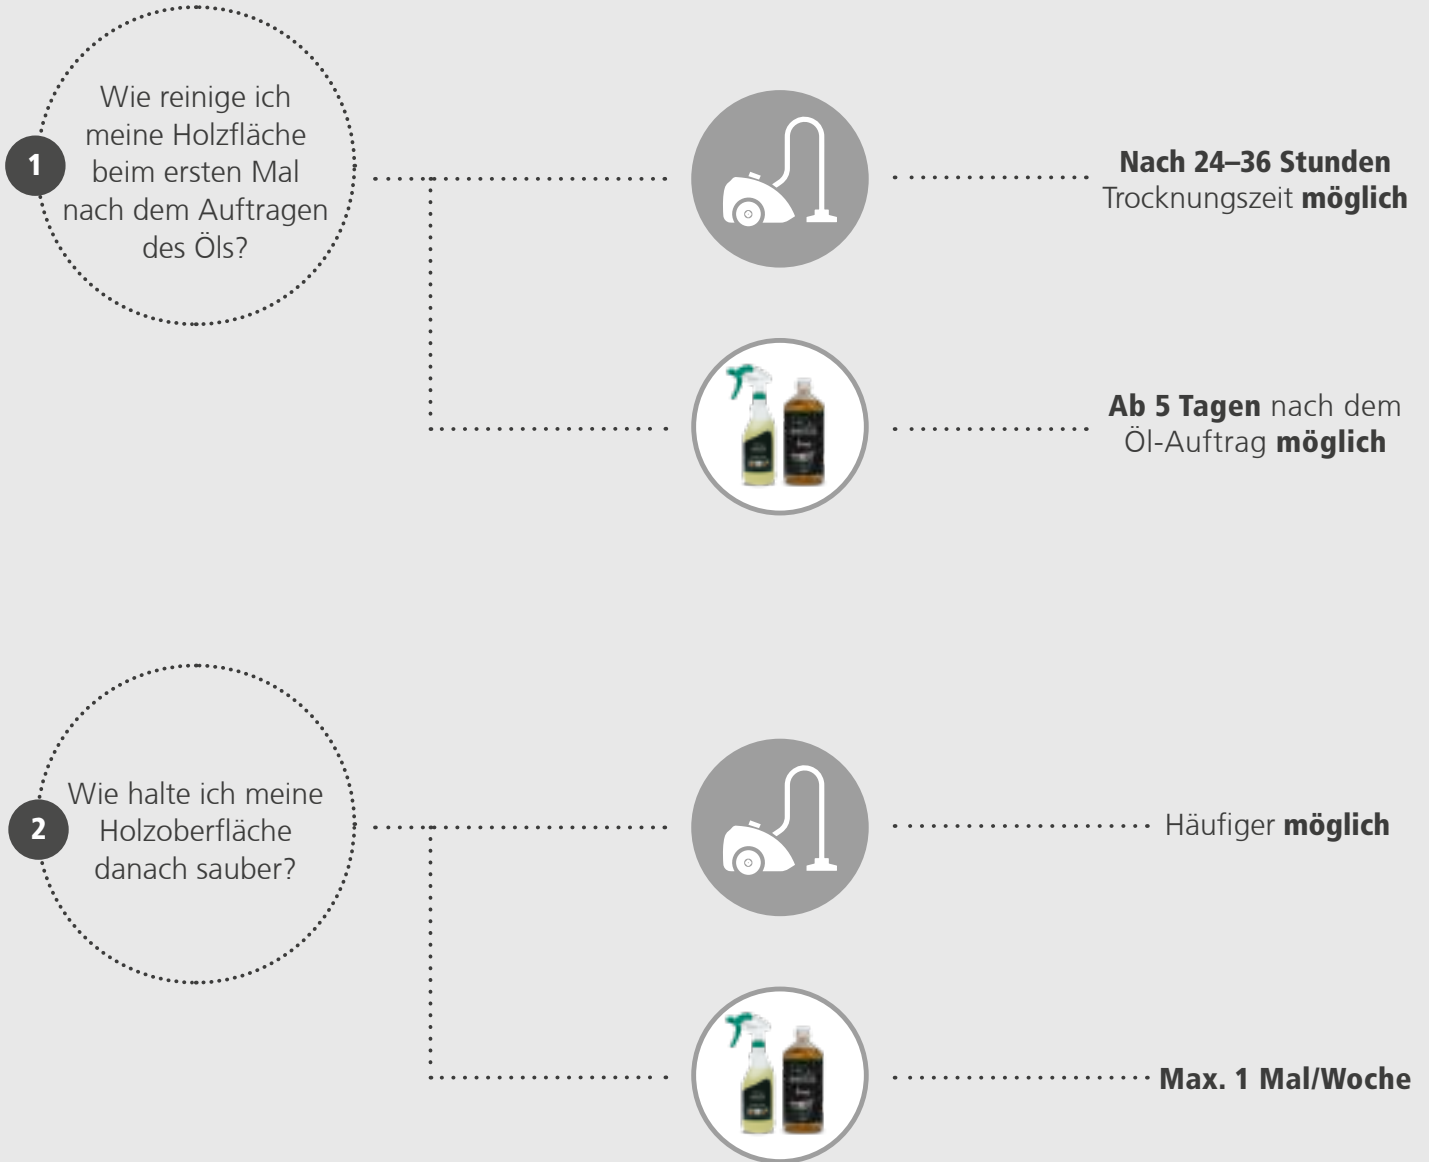 1
Wie reinige ich
meine Holzfläche
beim ersten Mal
nach dem Auftragen
des Öls?
Nach 24–36 Stunden
Trocknungszeit möglich
Ab 5 Tagen nach dem
Öl-Auftrag möglich
2
Wie halte ich meine
Holzoberfläche
danach sauber?
Häufiger möglich
Max. 1 Mal/Woche